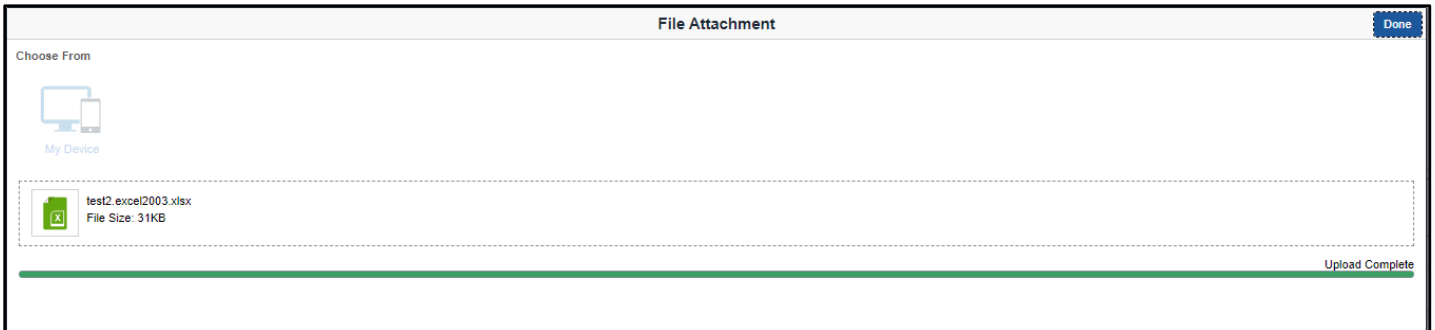 File Attachment
Done
Choose From
My Device
test2.excel2003.xlsx
File Size: 31KB
Upload Complete